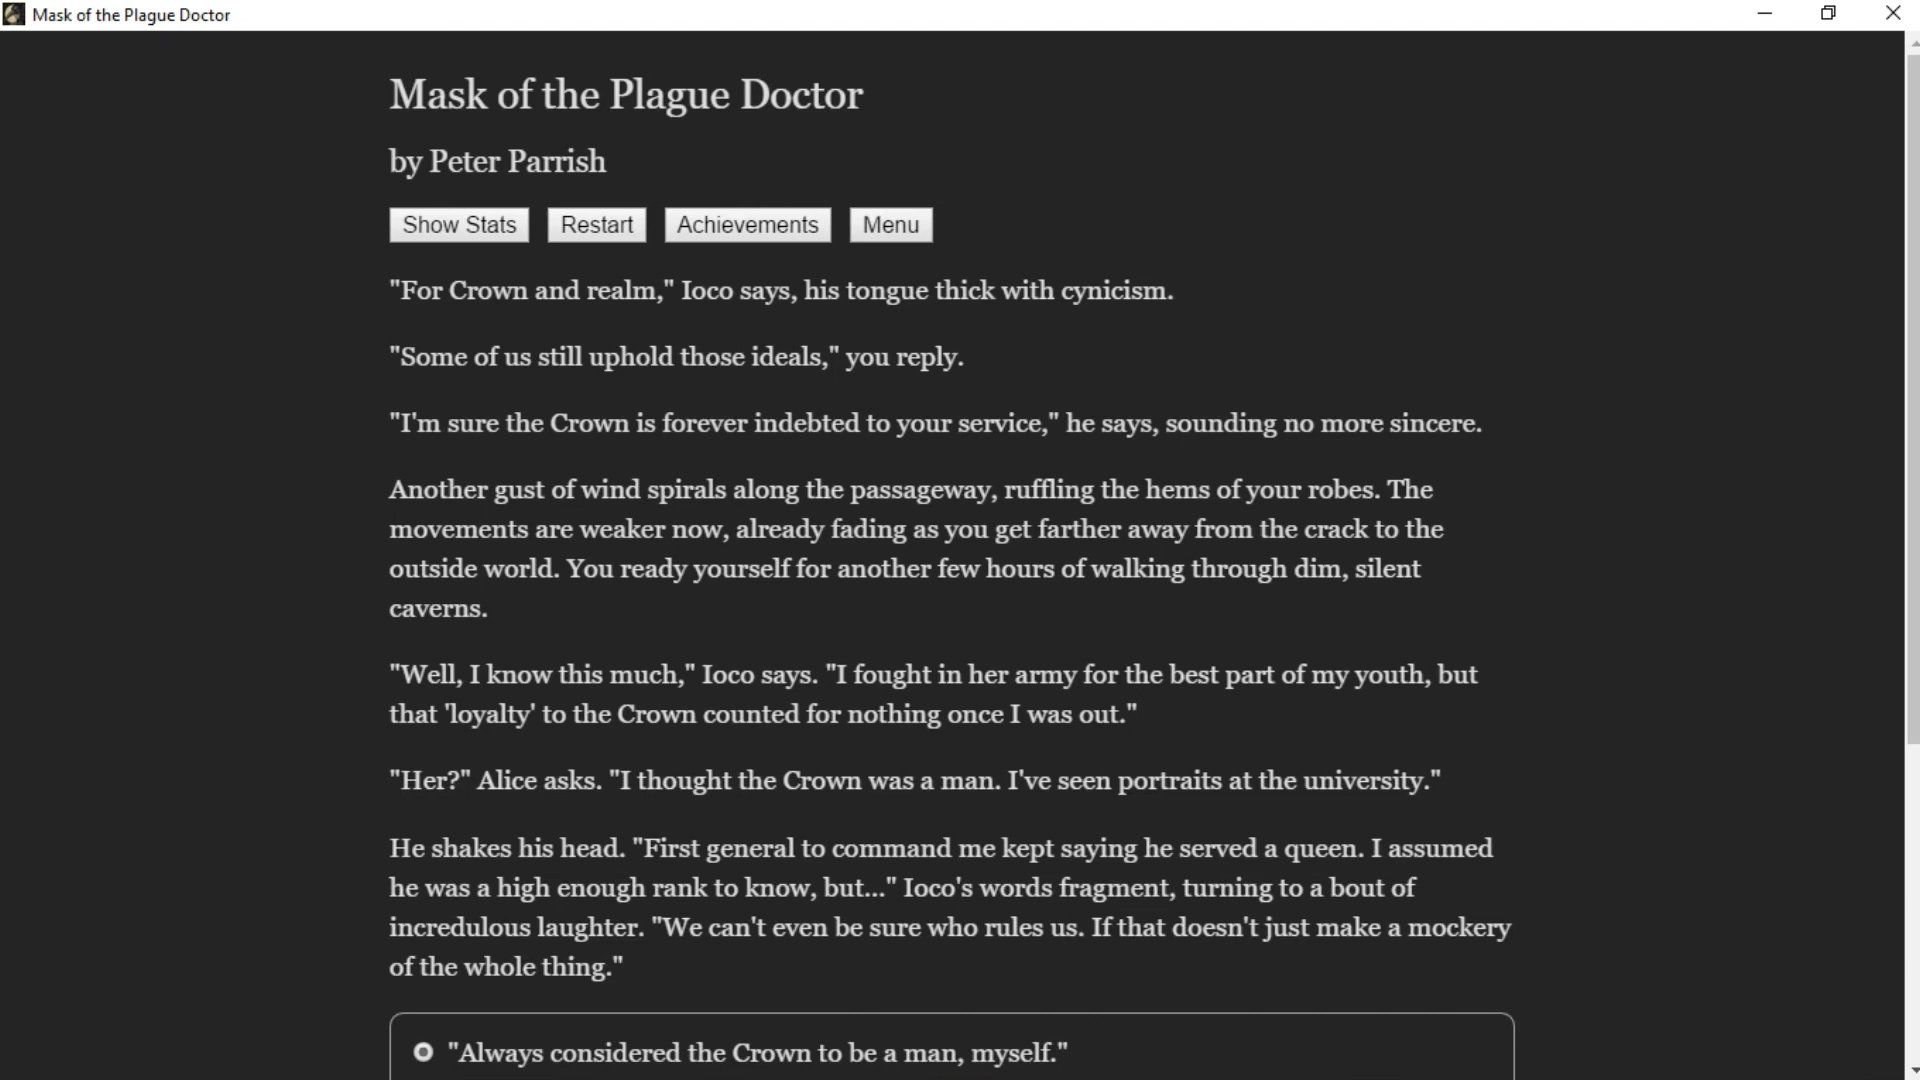 Mask of the Plague Doctor
Mask of the Plague Doctor
by Peter Parrish
Show Stats Restart Achievements Menu
"For Crown and realm," Ioco says, his tongue thick with cynicism.
"Some of us still uphold those ideals," you reply.
"I'm sure the Crown is forever indebted to your service," he says, sounding no more sincere.
Another gust of wind spirals along the passageway, ruffling the hems of your robes. The
movements are weaker now, already fading as you get farther away from the crack to the
outside world. You ready yourself for another few hours of walking through dim, silent
caverns.
"Well, I know this much," Ioco says. "I fought in her army for the best part of my youth, but
that 'loyalty' to the Crown counted for nothing once I was out."
"Her?" Alice asks. "I thought the Crown was a man. I've seen portraits at the university."
He shakes his head. "First general to command me kept saying he served a queen. I assumed
he was a high enough rank to know, but..." Ioco's words fragment, turning to a bout of
incredulous laughter. "We can't even be sure who rules us. If that doesn't just make a mockery
of the whole thing."
"Always considered the Crown to be a man, myself."